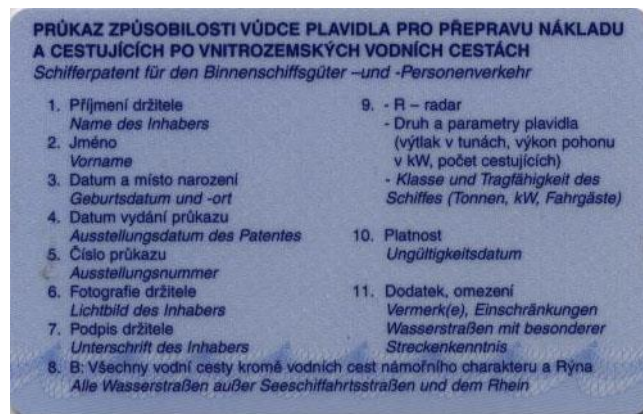 PRŮKAZ ZPŮSOBILOSTI VŮDCE PLAVIDLA PRO PŘEPRAVU NÁKLADU
A CESTUJÍCÍCH PO VNITROZEMSKÝCH VODNÍCH CESTÁCH
Schifferpatent für den Binnenschiffsgüter –und -Personenverkehr
1. Příjmení držitele
Name des Inhabers
2. Jméno
Vorname
3. Datum a místo narození
Geburtsdatum und -ort
4. Datum vydání průkazu
Ausstellungsdatum des Patentes
5. Číslo průkazu
Ausstellungsnummer
6. Fotografie držitele
Lichtbild des Inhabers
7. Podpis držitele
Unterschrift des Inhabers
8. B: Všechny vodní cesty kromě vodních cest námořního charakteru a Rýna
Alle Wasserstraßen außer Seeschiffahrtsstraßen und dem Rhein
9. - R – radar
- Druh a parametry plavidla
(výtlak v tunách, výkon pohonu
v kW, počet cestujících)
- Klasse und Tragfähigkeit des
Schiffes (Tonnen, kW, Fahrgäste)
10. Platnost
Ungültigkeitsdatum
11. Dodatek, omezení
Vermerk(e), Einschränkungen
Wasserstraßen mit besonderer
Streckenkenntnis